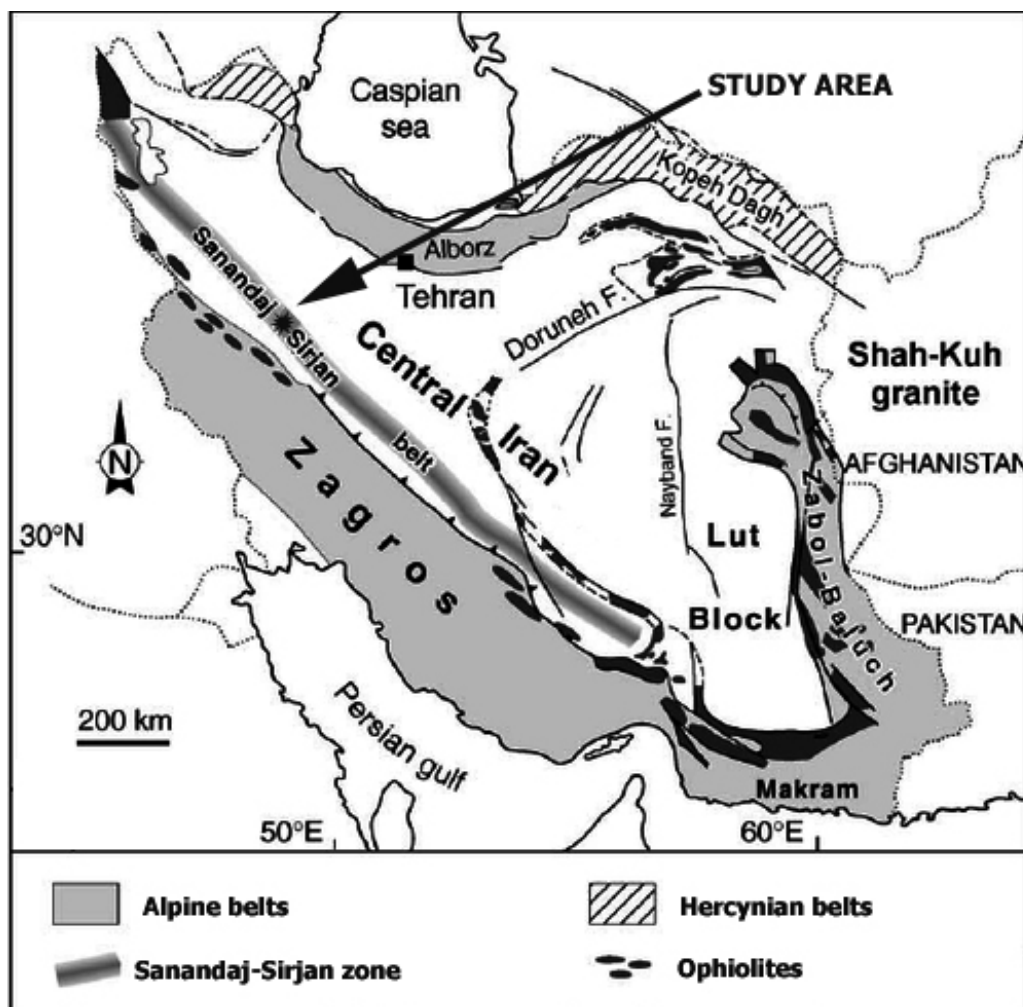 Caspian
sea
STUDY AREA
Kopeh Dagh
Alborz
Tehran
Sanandaj
Sirjan
belt
Doruneh F.
Central
Iran
Shah-Kuh
granite
Zagros
Nayband F.
AFGHANISTAN
Zabol-Balûch
N
30°N
Lut
Block
PAKISTAN
200 km
Persian gulf
Makram
50°E
60°E
Alpine belts
Hercynian belts
Sanandaj-Sirjan zone
Ophiolites